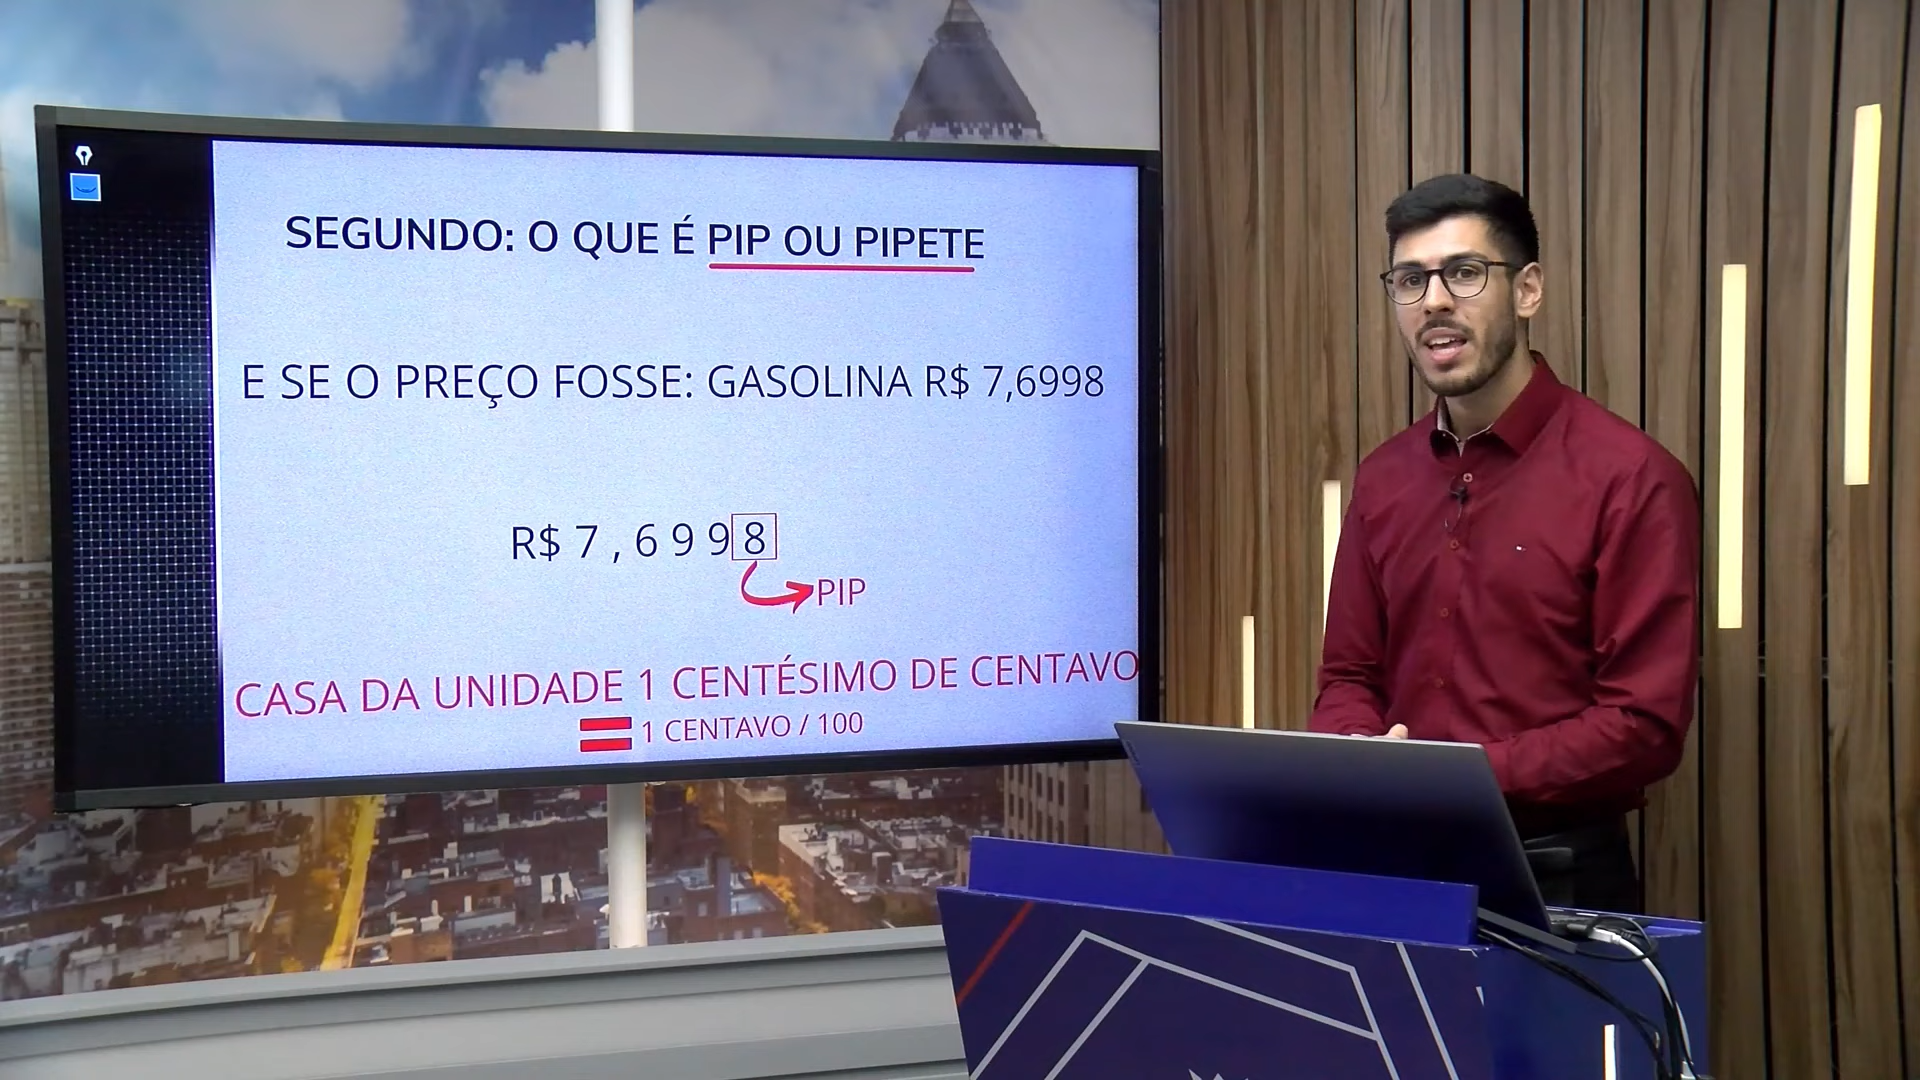 SEGUNDO: O QUE É PIP OU PIPETE
E SE O PREÇO FOSSE: GASOLINA R$ 7,6998
R$ 7 , 6 9 9 8
PIP
CASA DA UNIDADE 1 CENTÉSIMO DE CENTAVO
= 1 CENTAVO / 100